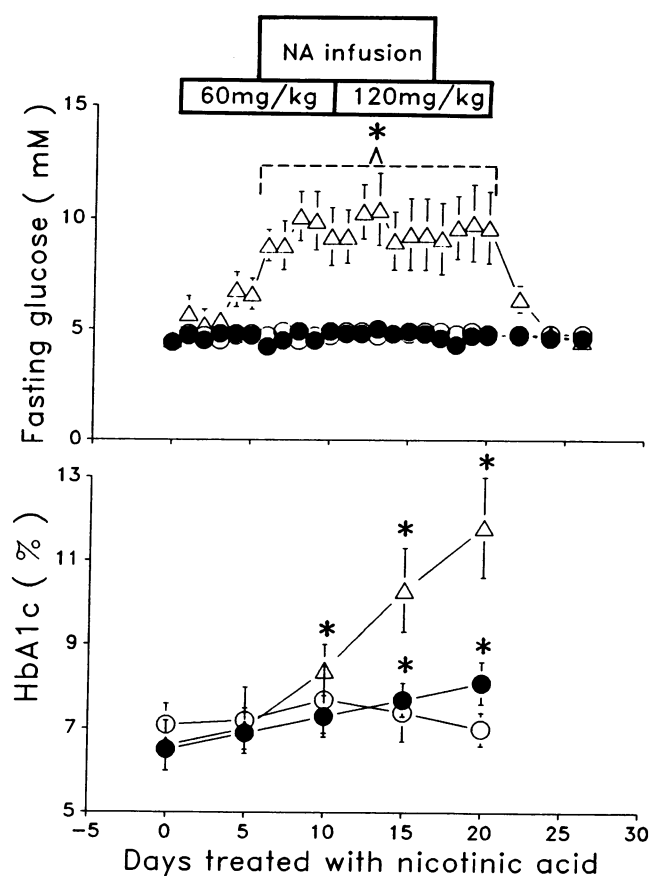 NA infusion
60mg/kg 120mg/kg
15
10
5
0
Fasting glucose ( mM )
*
^
13
11
9
7
5
HbA1c ( % )
*
*
*
*
*
-5 0 5 10 15 20 25 30
Days treated with nicotinic acid